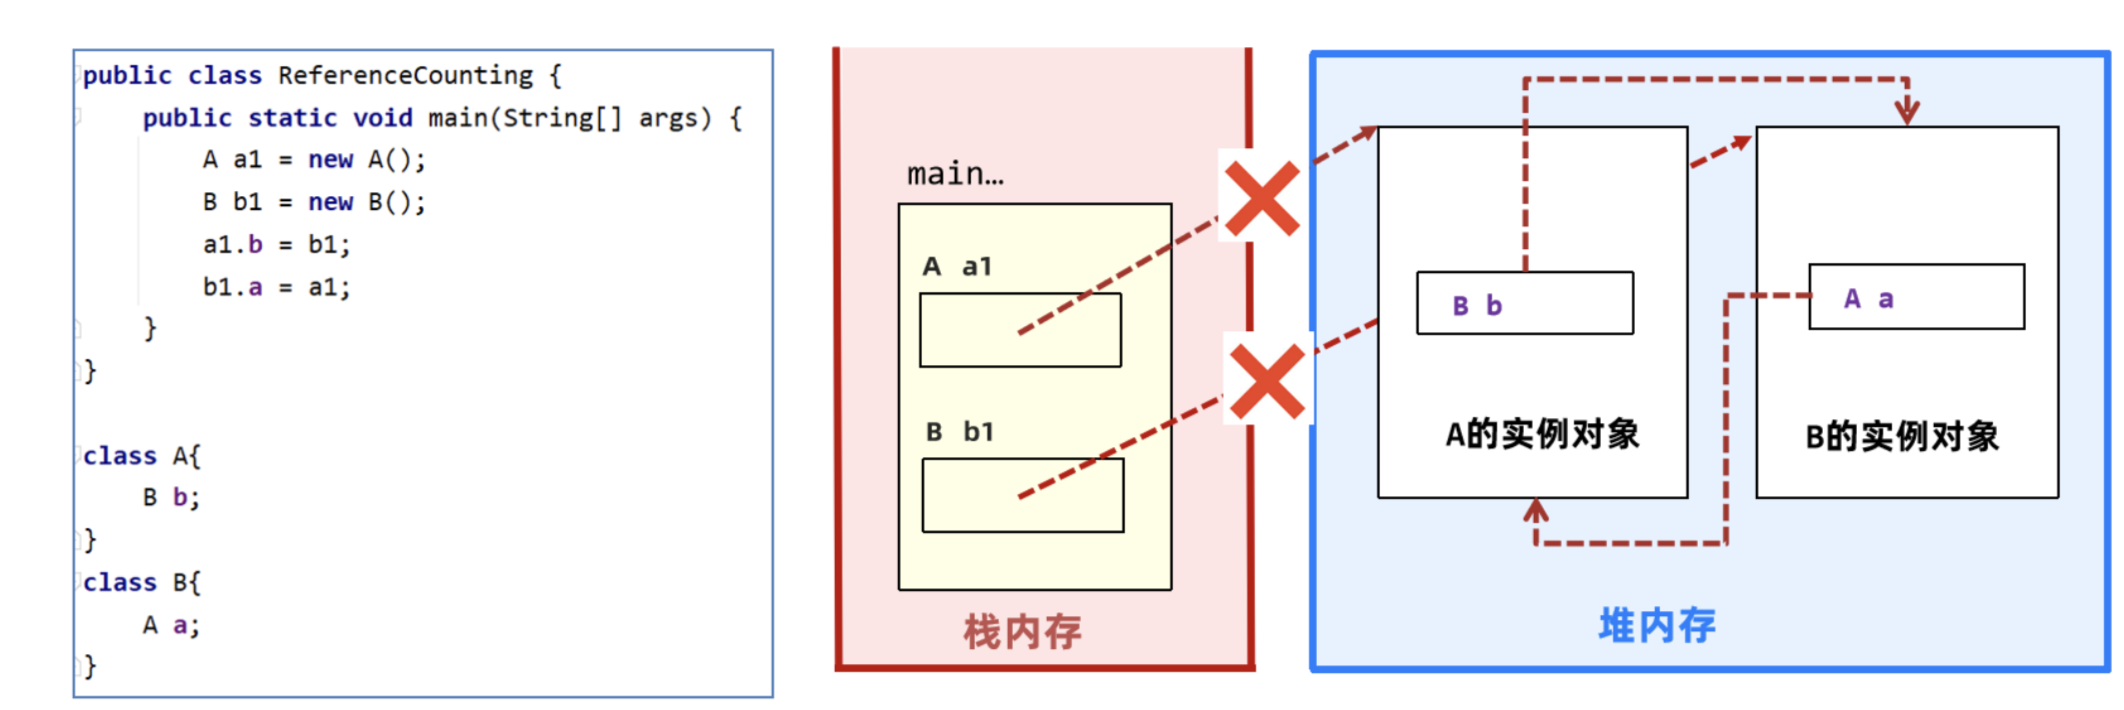 public class ReferenceCounting {
    public static void main(String[] args) {
        A a1 = new A();
        B b1 = new B();
        a1.b = b1;
        b1.a = a1;
    }
}
class A{
    B b;
}
class B{
    A a;
}
main…
A a1
B b1
栈内存
B b
A的实例对象
A a
B的实例对象
堆内存